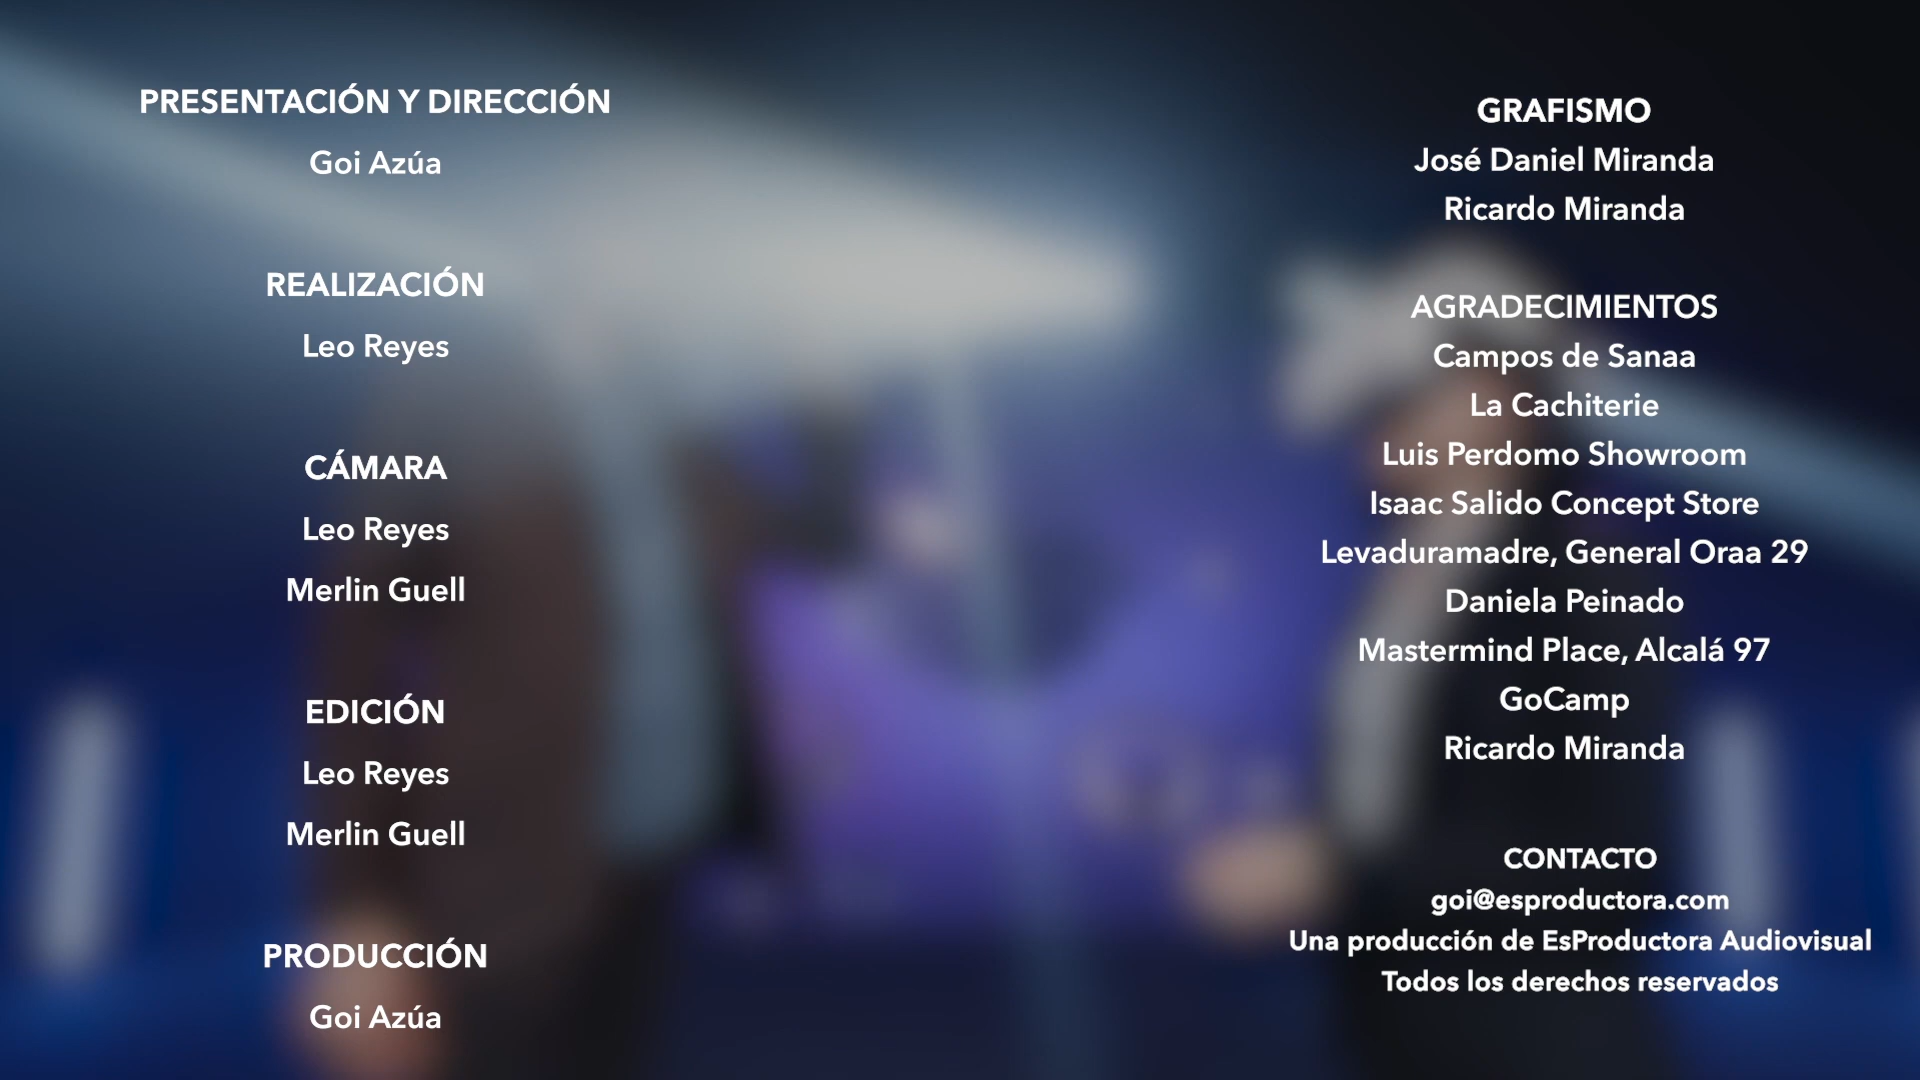 PRESENTACIÓN Y DIRECCIÓN
Goi Azúa
REALIZACIÓN
Leo Reyes
CÁMARA
Leo Reyes
Merlin Guell
EDICIÓN
Leo Reyes
Merlin Guell
PRODUCCIÓN
Goi Azúa
GRAFISMO
José Daniel Miranda
Ricardo Miranda
AGRADECIMIENTOS
Campos de Sanaa
La Cachiterie
Luis Perdomo Showroom
Isaac Salido Concept Store
Levaduramadre, General Oraa 29
Daniela Peinado
Mastermind Place, Alcalá 97
GoCamp
Ricardo Miranda
CONTACTO
goi@esproductora.com
Una producción de EsProductora Audiovisual
Todos los derechos reservados